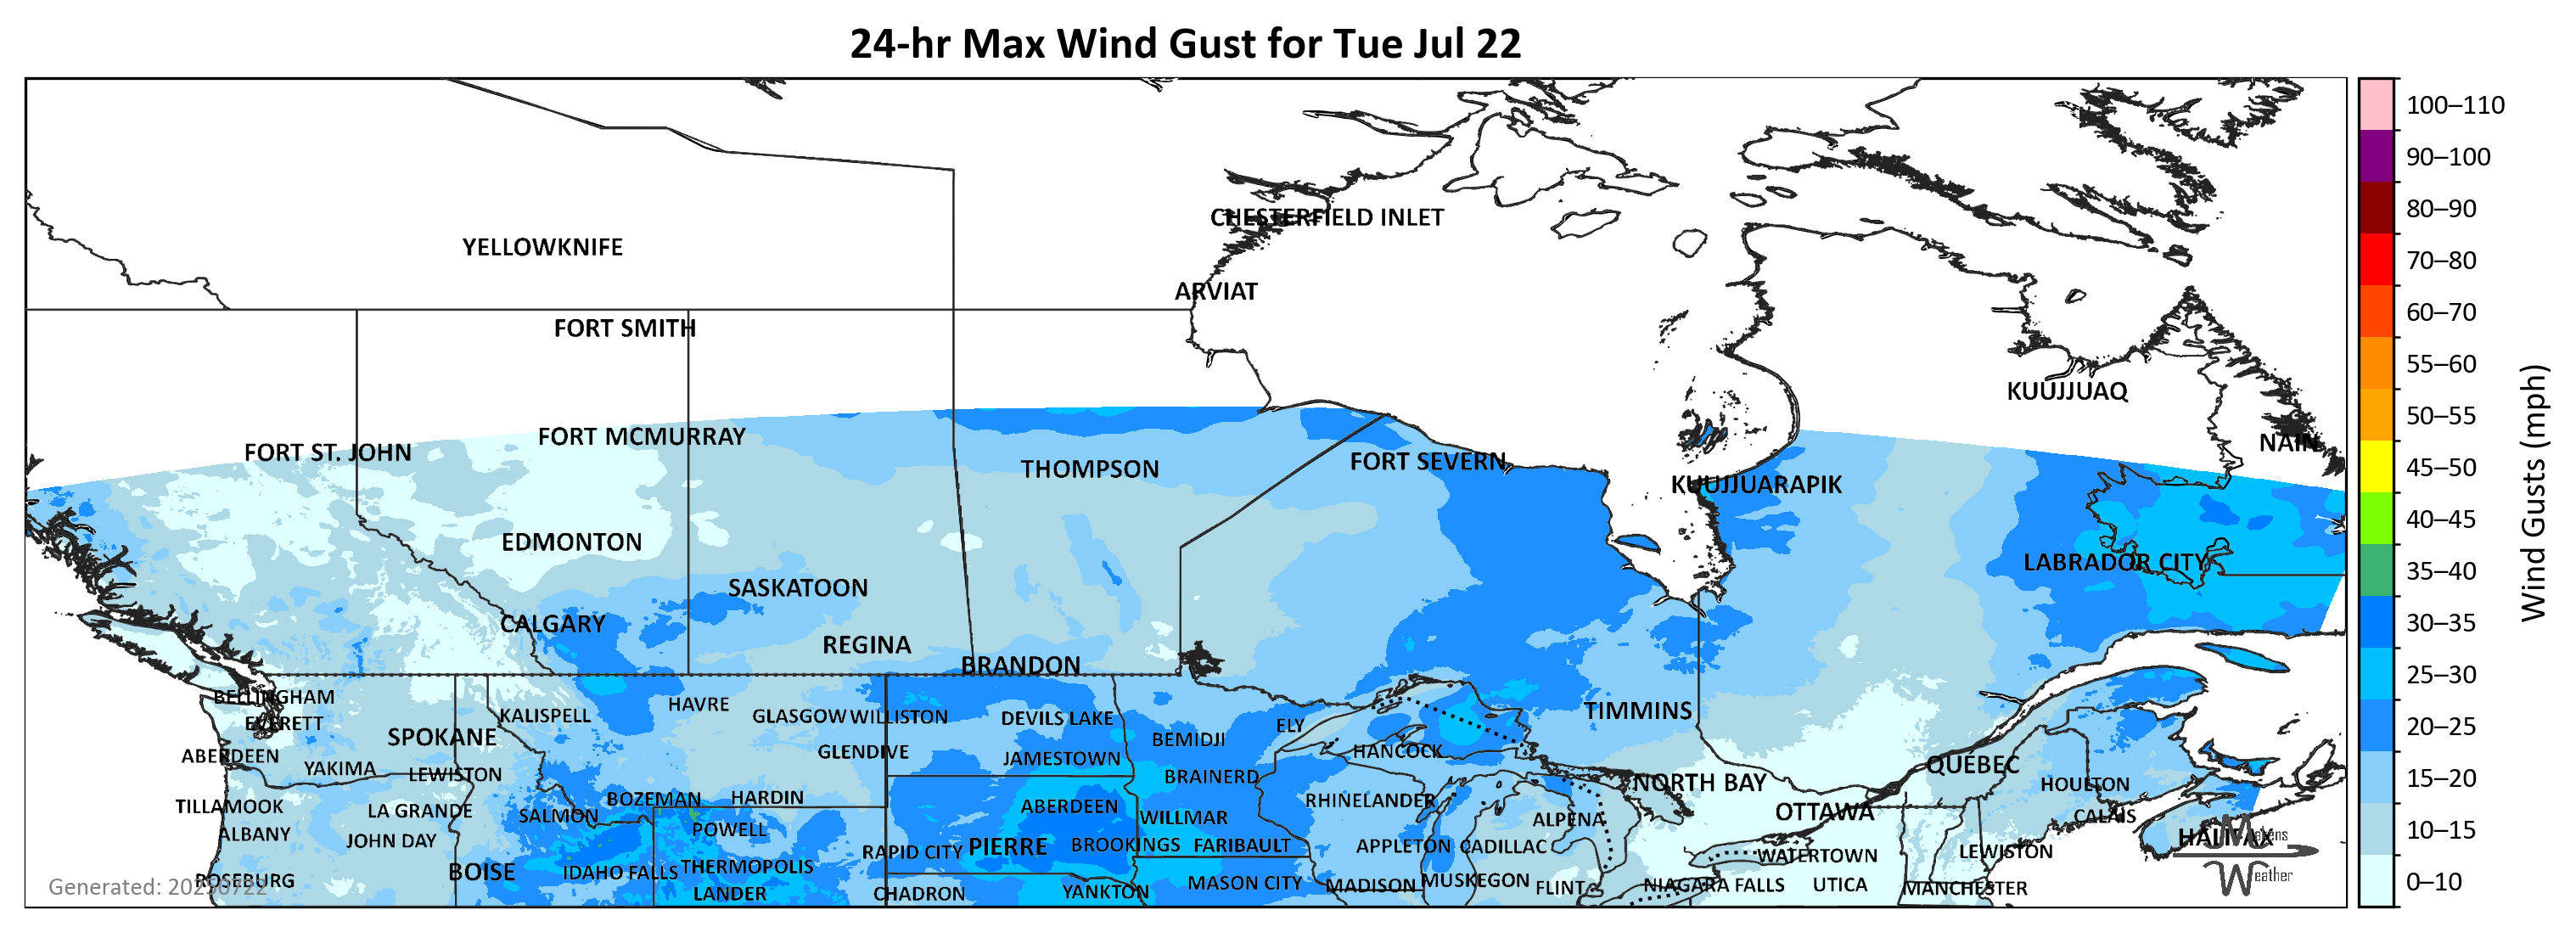 24-hr Max Wind Gust for Tue Jul 22
100–110
90–100
80–90
70–80
60–70
55–60
50–55
45–50
40–45
35–40
30–35
25–30
20–25
15–20
10–15
0–10
Wind Gusts (mph)
CHESTERFIELD INLET
YELLOWKNIFE
ARVIAT
FORT SMITH
KUUJJUAQ
FORT MCMURRAY
NAIN
FORT ST. JOHN
FORT SEVERN
THOMPSON
KUUJJUARAPIK
EDMONTON
LABRADOR CITY
SASKATOON
CALGARY
REGINA
BRANDON
BELLINGHAM
HAVRE
TIMMINS
KALISPELL
GLASGOW
WILLISTON
DEVILS LAKE
EVERETT
ELY
SPOKANE
BEMIDJI
GLENDIVE
HANCOCK
ABERDEEN
JAMESTOWN
QUÉBEC
YAKIMA
LEWISTON
BRAINERD
NORTH BAY
HOULTON
BOZEMAN
HARDIN
RHINELANDER
TILLAMOOK
ABERDEEN
LA GRANDE
OTTAWA
SALMON
CALAIS
WILLMAR
ALPENA
POWELL
ALBANY
HALIFAX
JOHN DAY
PIERRE
BROOKINGS
FARIBAULT
APPLETON
CADILLAC
RAPID CITY
LEWISTON
WATERTOWN
THERMOPOLIS
BOISE
IDAHO FALLS
ROSEBURG
MUSKEGON
MASON CITY
MADISON
NIAGARA FALLS
UTICA
FLINT
MANCHESTER
YANKTON
LANDER
CHADRON
Weather